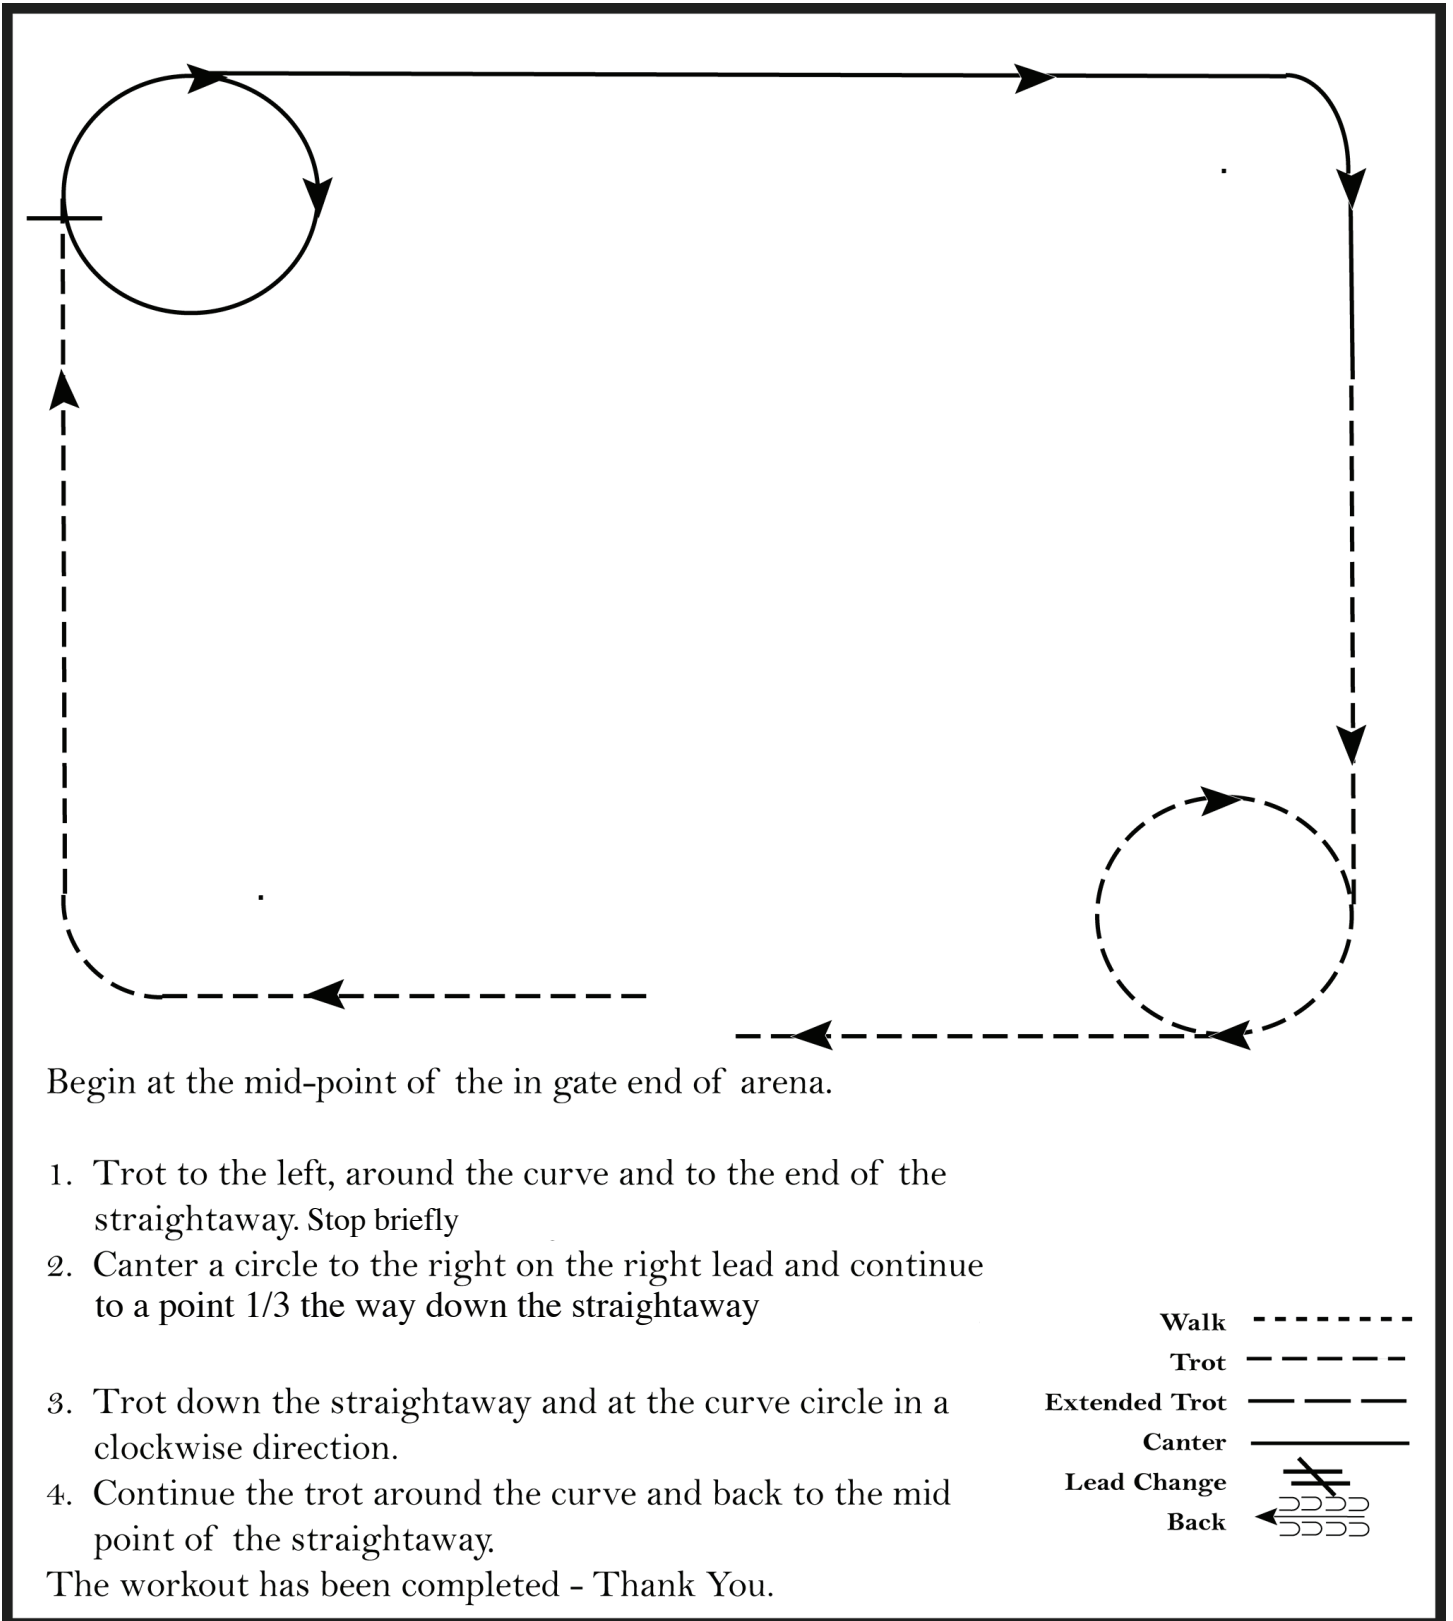 Begin at the mid-point of the in gate end of arena.
1. Trot to the left, around the curve and to the end of the
straightaway. Stop briefly
2. Canter a circle to the right on the right lead and continue
to a point 1/3 the way down the straightaway
3. Trot down the straightaway and at the curve circle in a
clockwise direction.
4. Continue the trot around the curve and back to the mid
point of the straightaway.
The workout has been completed - Thank You.
Walk
Trot
Extended Trot
Canter
Lead Change
Back